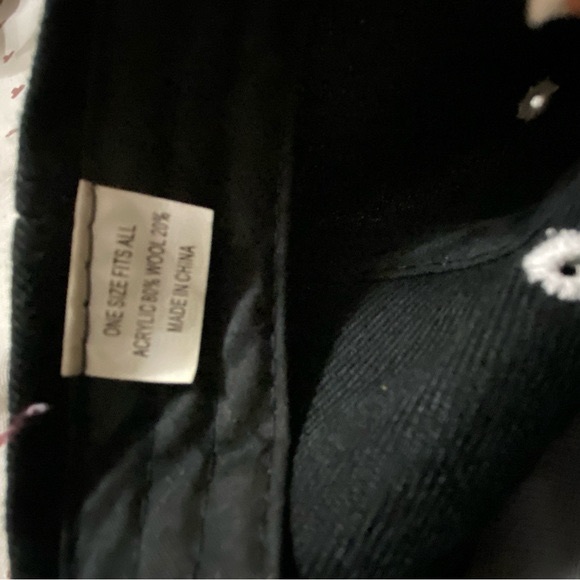 ONE SIZE FITS ALL
ACRYLIC 80% WOOL 20%
MADE IN CHINA